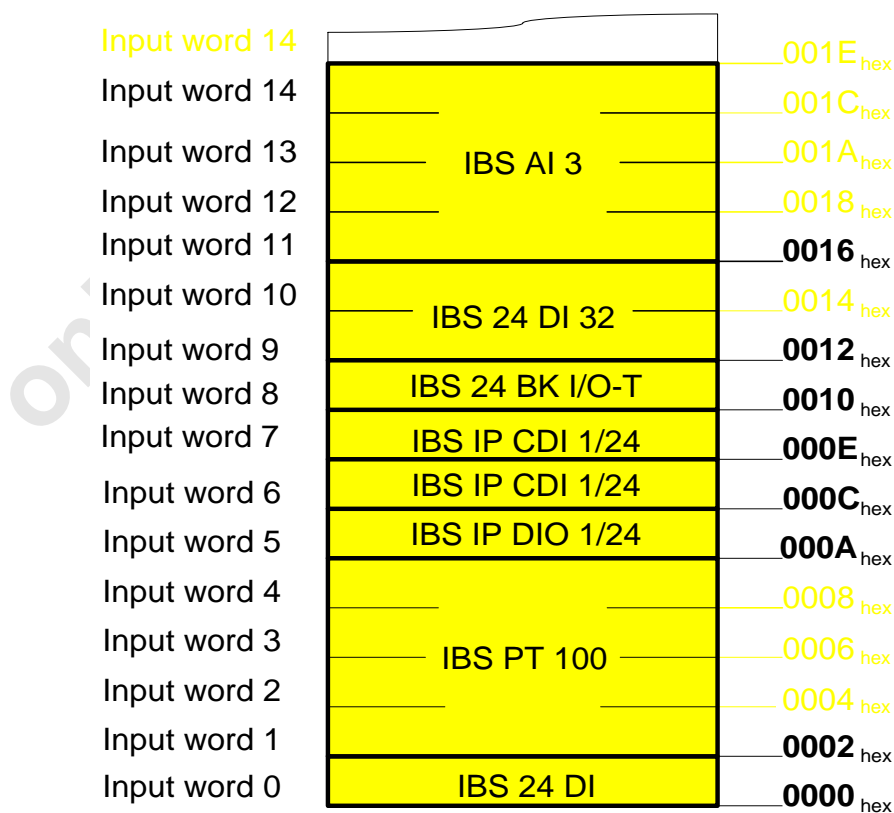 Input word 14
001E hex
Input word 14
001C hex
Input word 13
IBS AI 3
001A hex
Input word 12
0018 hex
Input word 11
0016 hex
Input word 10
IBS 24 DI 32
0014 hex
Input word 9
0012 hex
Input word 8
IBS 24 BK I/O-T
0010 hex
Input word 7
IBS IP CDI 1/24
000E hex
Input word 6
IBS IP CDI 1/24
000C hex
Input word 5
IBS IP DIO 1/24
000A hex
Input word 4
0008 hex
Input word 3
IBS PT 100
0006 hex
Input word 2
0004 hex
Input word 1
0002 hex
Input word 0
IBS 24 DI
0000 hex